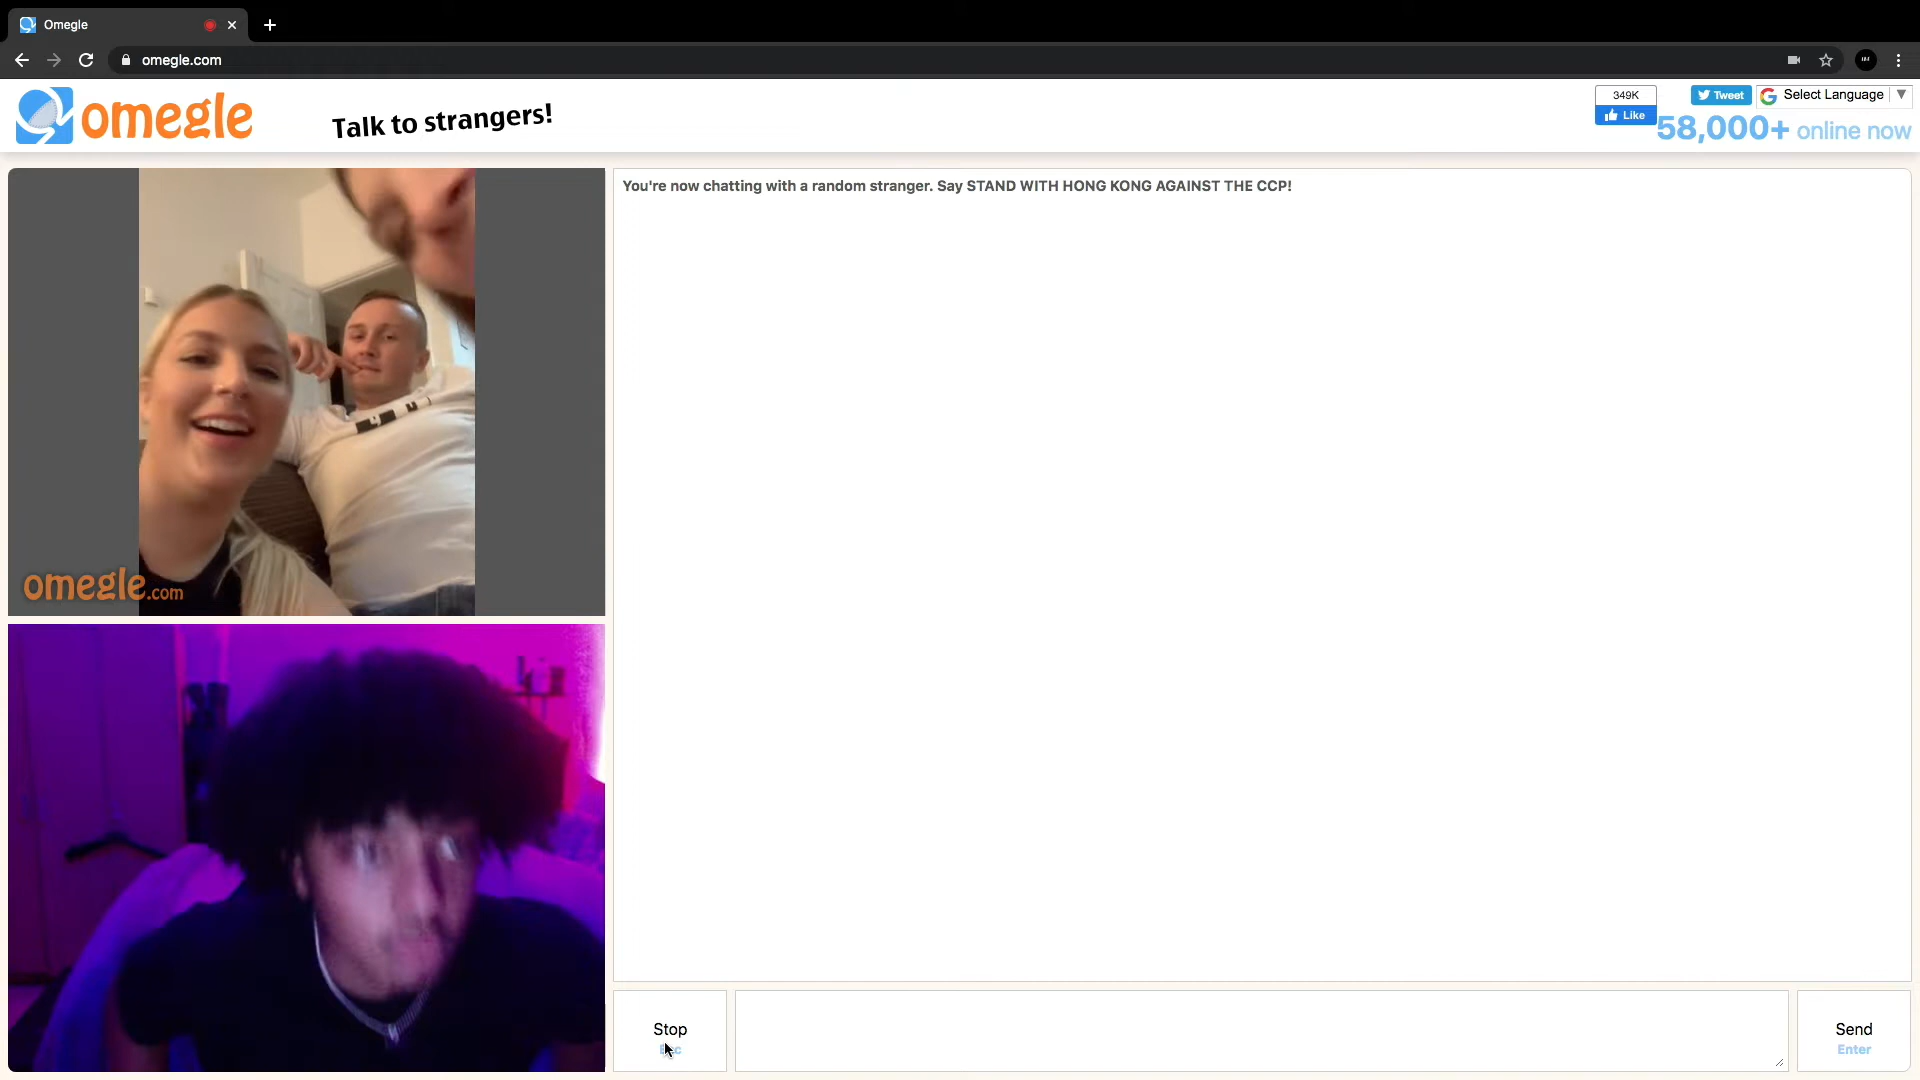 Omegle
omegle.com
omegle
Talk to strangers!
349K
Like
Tweet
Select Language
58,000+ online now
You're now chatting with a random stranger. Say STAND WITH HONG KONG AGAINST THE CCP!
omegle.com
Stop
Send
Enter